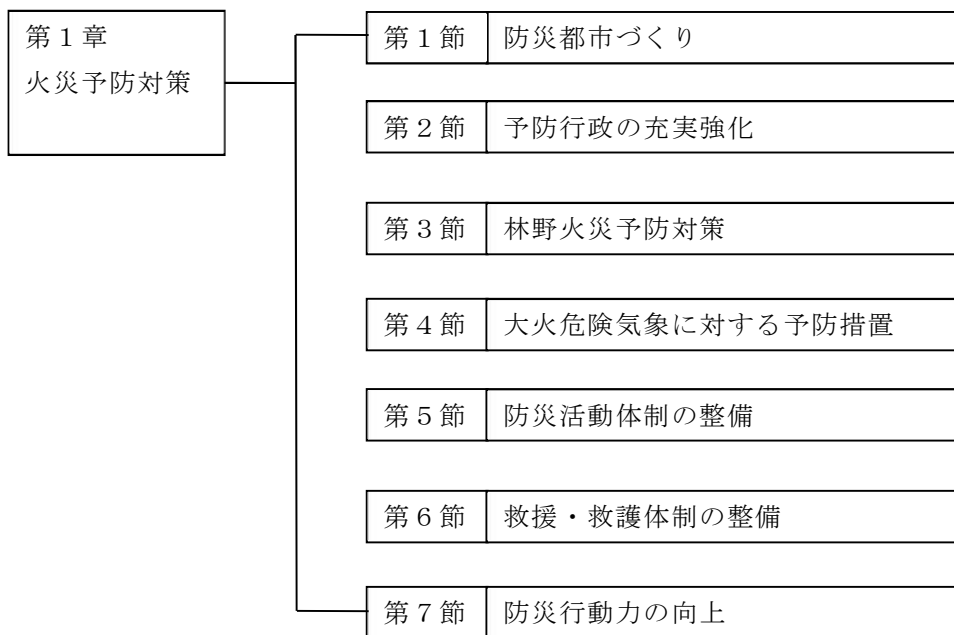 第１章
火災予防対策
第１節 防災都市づくり
第２節 予防行政の充実強化
第３節 林野火災予防対策
第４節 大火危険気象に対する予防措置
第５節 防災活動体制の整備
第６節 救援・救護体制の整備
第７節 防災行動力の向上